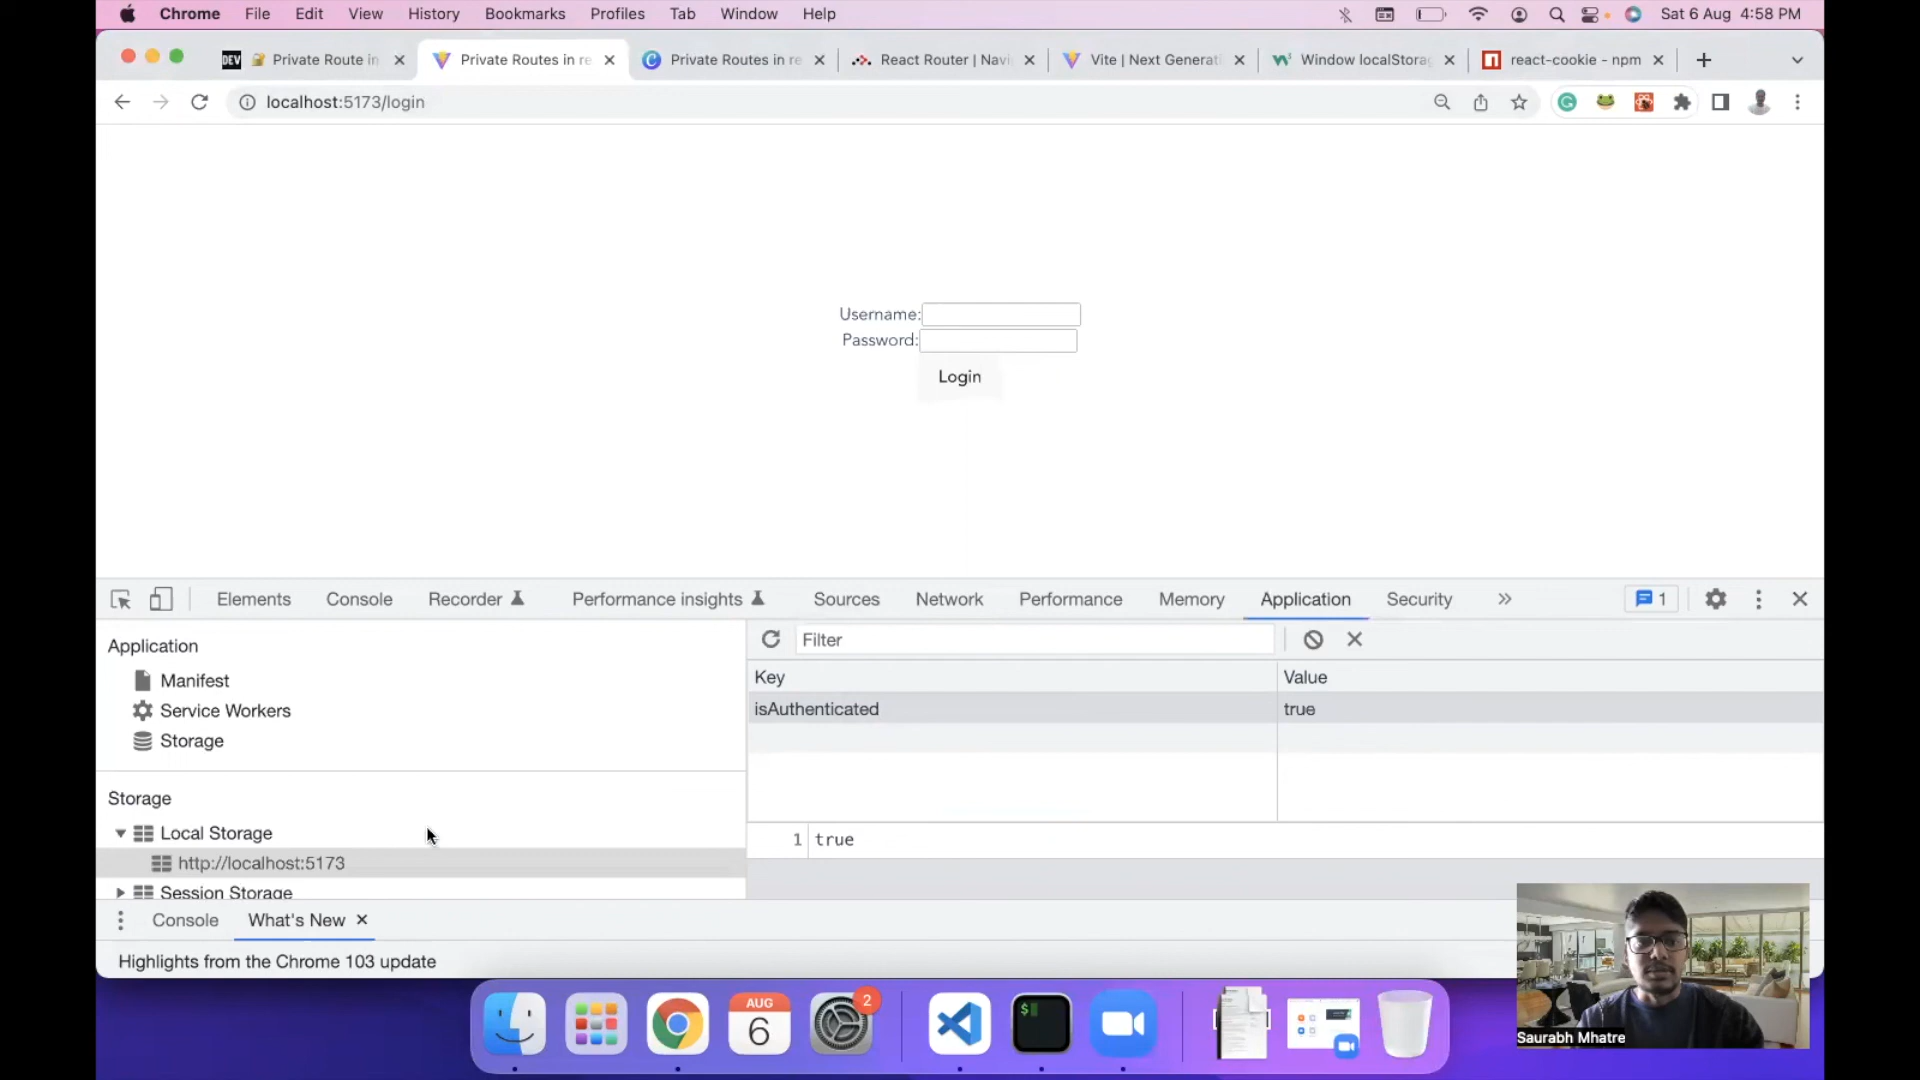 Chrome File Edit View History Bookmarks Profiles Tab Window Help Sat 6 Aug 4:58 PM
DEV Private Route in Private Routes in re Private Routes in re React Router | Navi Vite | Next Generati Window localStorag react-cookie - npm
localhost:5173/login
Username:
Password:
Login
Elements Console Recorder Performance insights Sources Network Performance Memory Application Security 1
Application
Manifest
Service Workers
Storage
Storage
Local Storage
http://localhost:5173
Session Storage
Filter
Key Value
isAuthenticated true
1 true
Console What's New
Highlights from the Chrome 103 update
AUG
6
2
$
Saurabh Mhatre